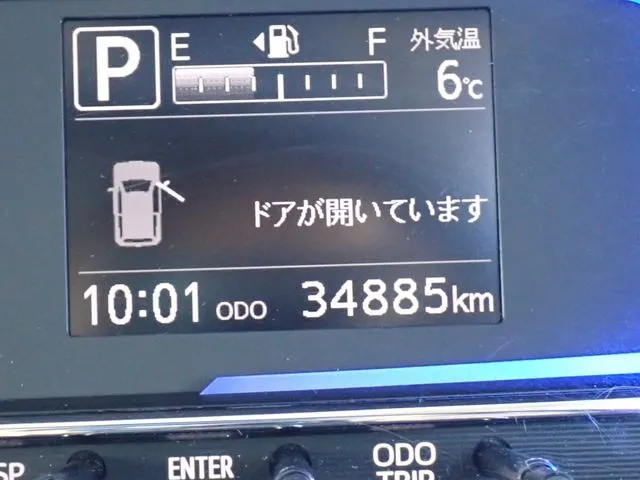 P E F 外気温
6℃
ドアが開いています
10:01 ODO 34885km
ENTER ODO
SP TRIP